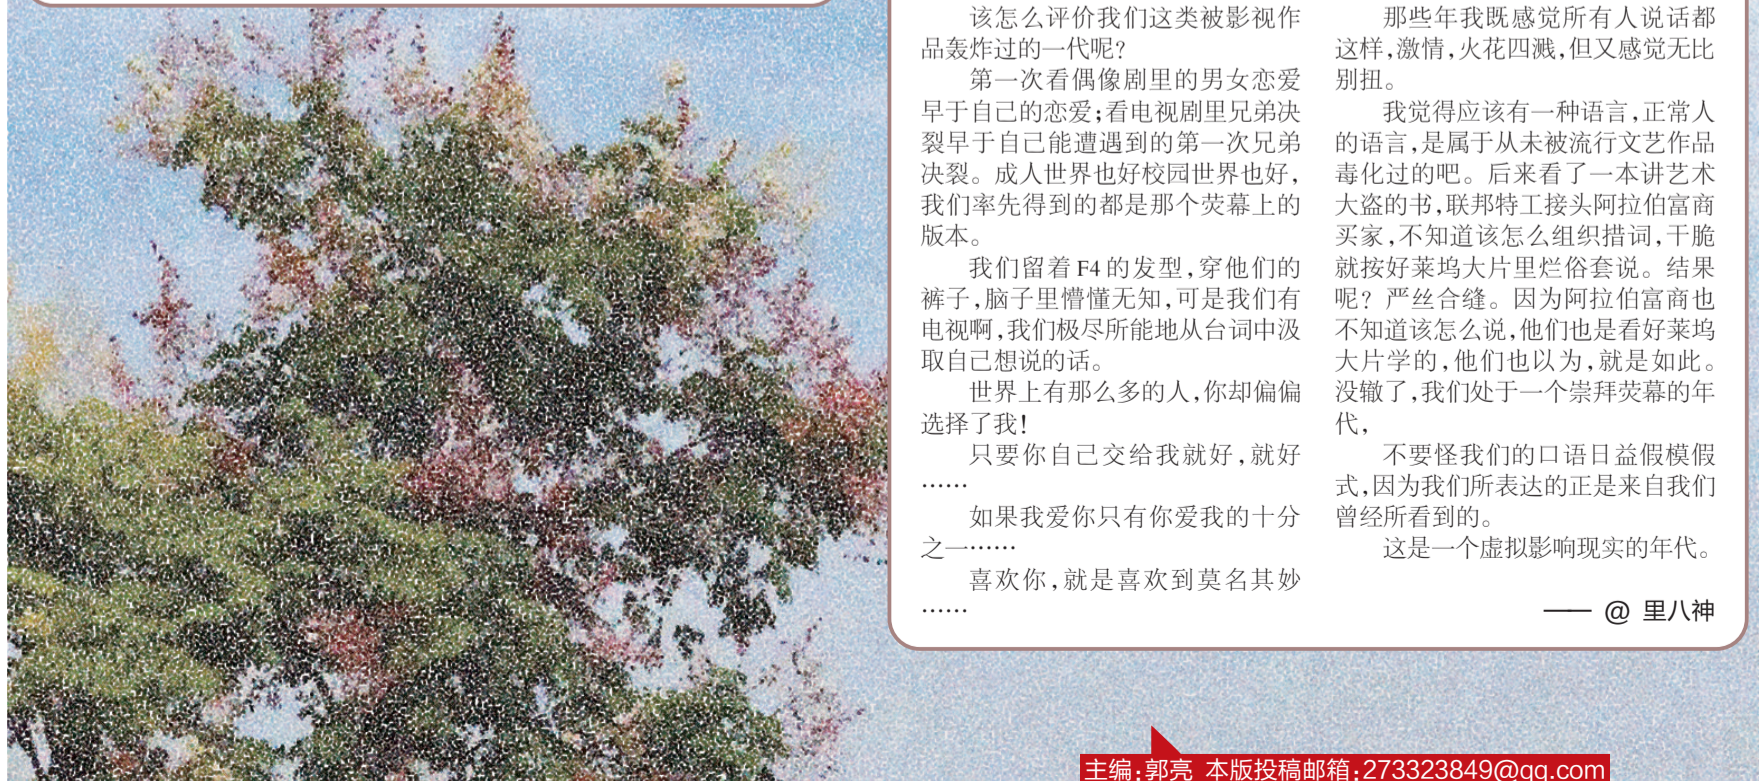 该怎么评价我们这类被影视作
品轰炸过的一代呢?
第一次看偶像剧里的男女恋爱
早于自己的恋爱;看电视剧里兄弟决
裂早于自己能遭遇到的第一次兄弟
决裂。成人世界也好校园世界也好,
我们率先得到的都是那个荧幕上的
版本。
我们留着F4的发型,穿他们的
裤子,脑子里懵懂无知,可是我们有
电视啊,我们极尽所能地从台词中汲
取自己想说的话。
世界上有那么多的人,你却偏偏
选择了我!
只要你自己交给我就好,就好
……
如果我爱你只有你爱我的十分
之一……
喜欢你,就是喜欢到莫名其妙
……
那些年我既感觉所有人说话都
这样,激情,火花四溅,但又感觉无比
别扭。
我觉得应该有一种语言,正常人
的语言,是属于从未被流行文艺作品
毒化过的吧。后来看了一本讲艺术
大盗的书,联邦特工接头阿拉伯富商
买家,不知道该怎么组织措词,干脆
就按好莱坞大片里烂俗套说。结果
呢?严丝合缝。因为阿拉伯富商也
不知道该怎么说,他们也是看好莱坞
大片学的,他们也以为,就是如此。
没辙了,我们处于一个崇拜荧幕的年
代,
不要怪我们的口语日益假模假
式,因为我们所表达的正是来自我们
曾经所看到的。
这是一个虚拟影响现实的年代。
—— @ 里八神
主编:郭亮 本版投稿邮箱:273323849@qq.com